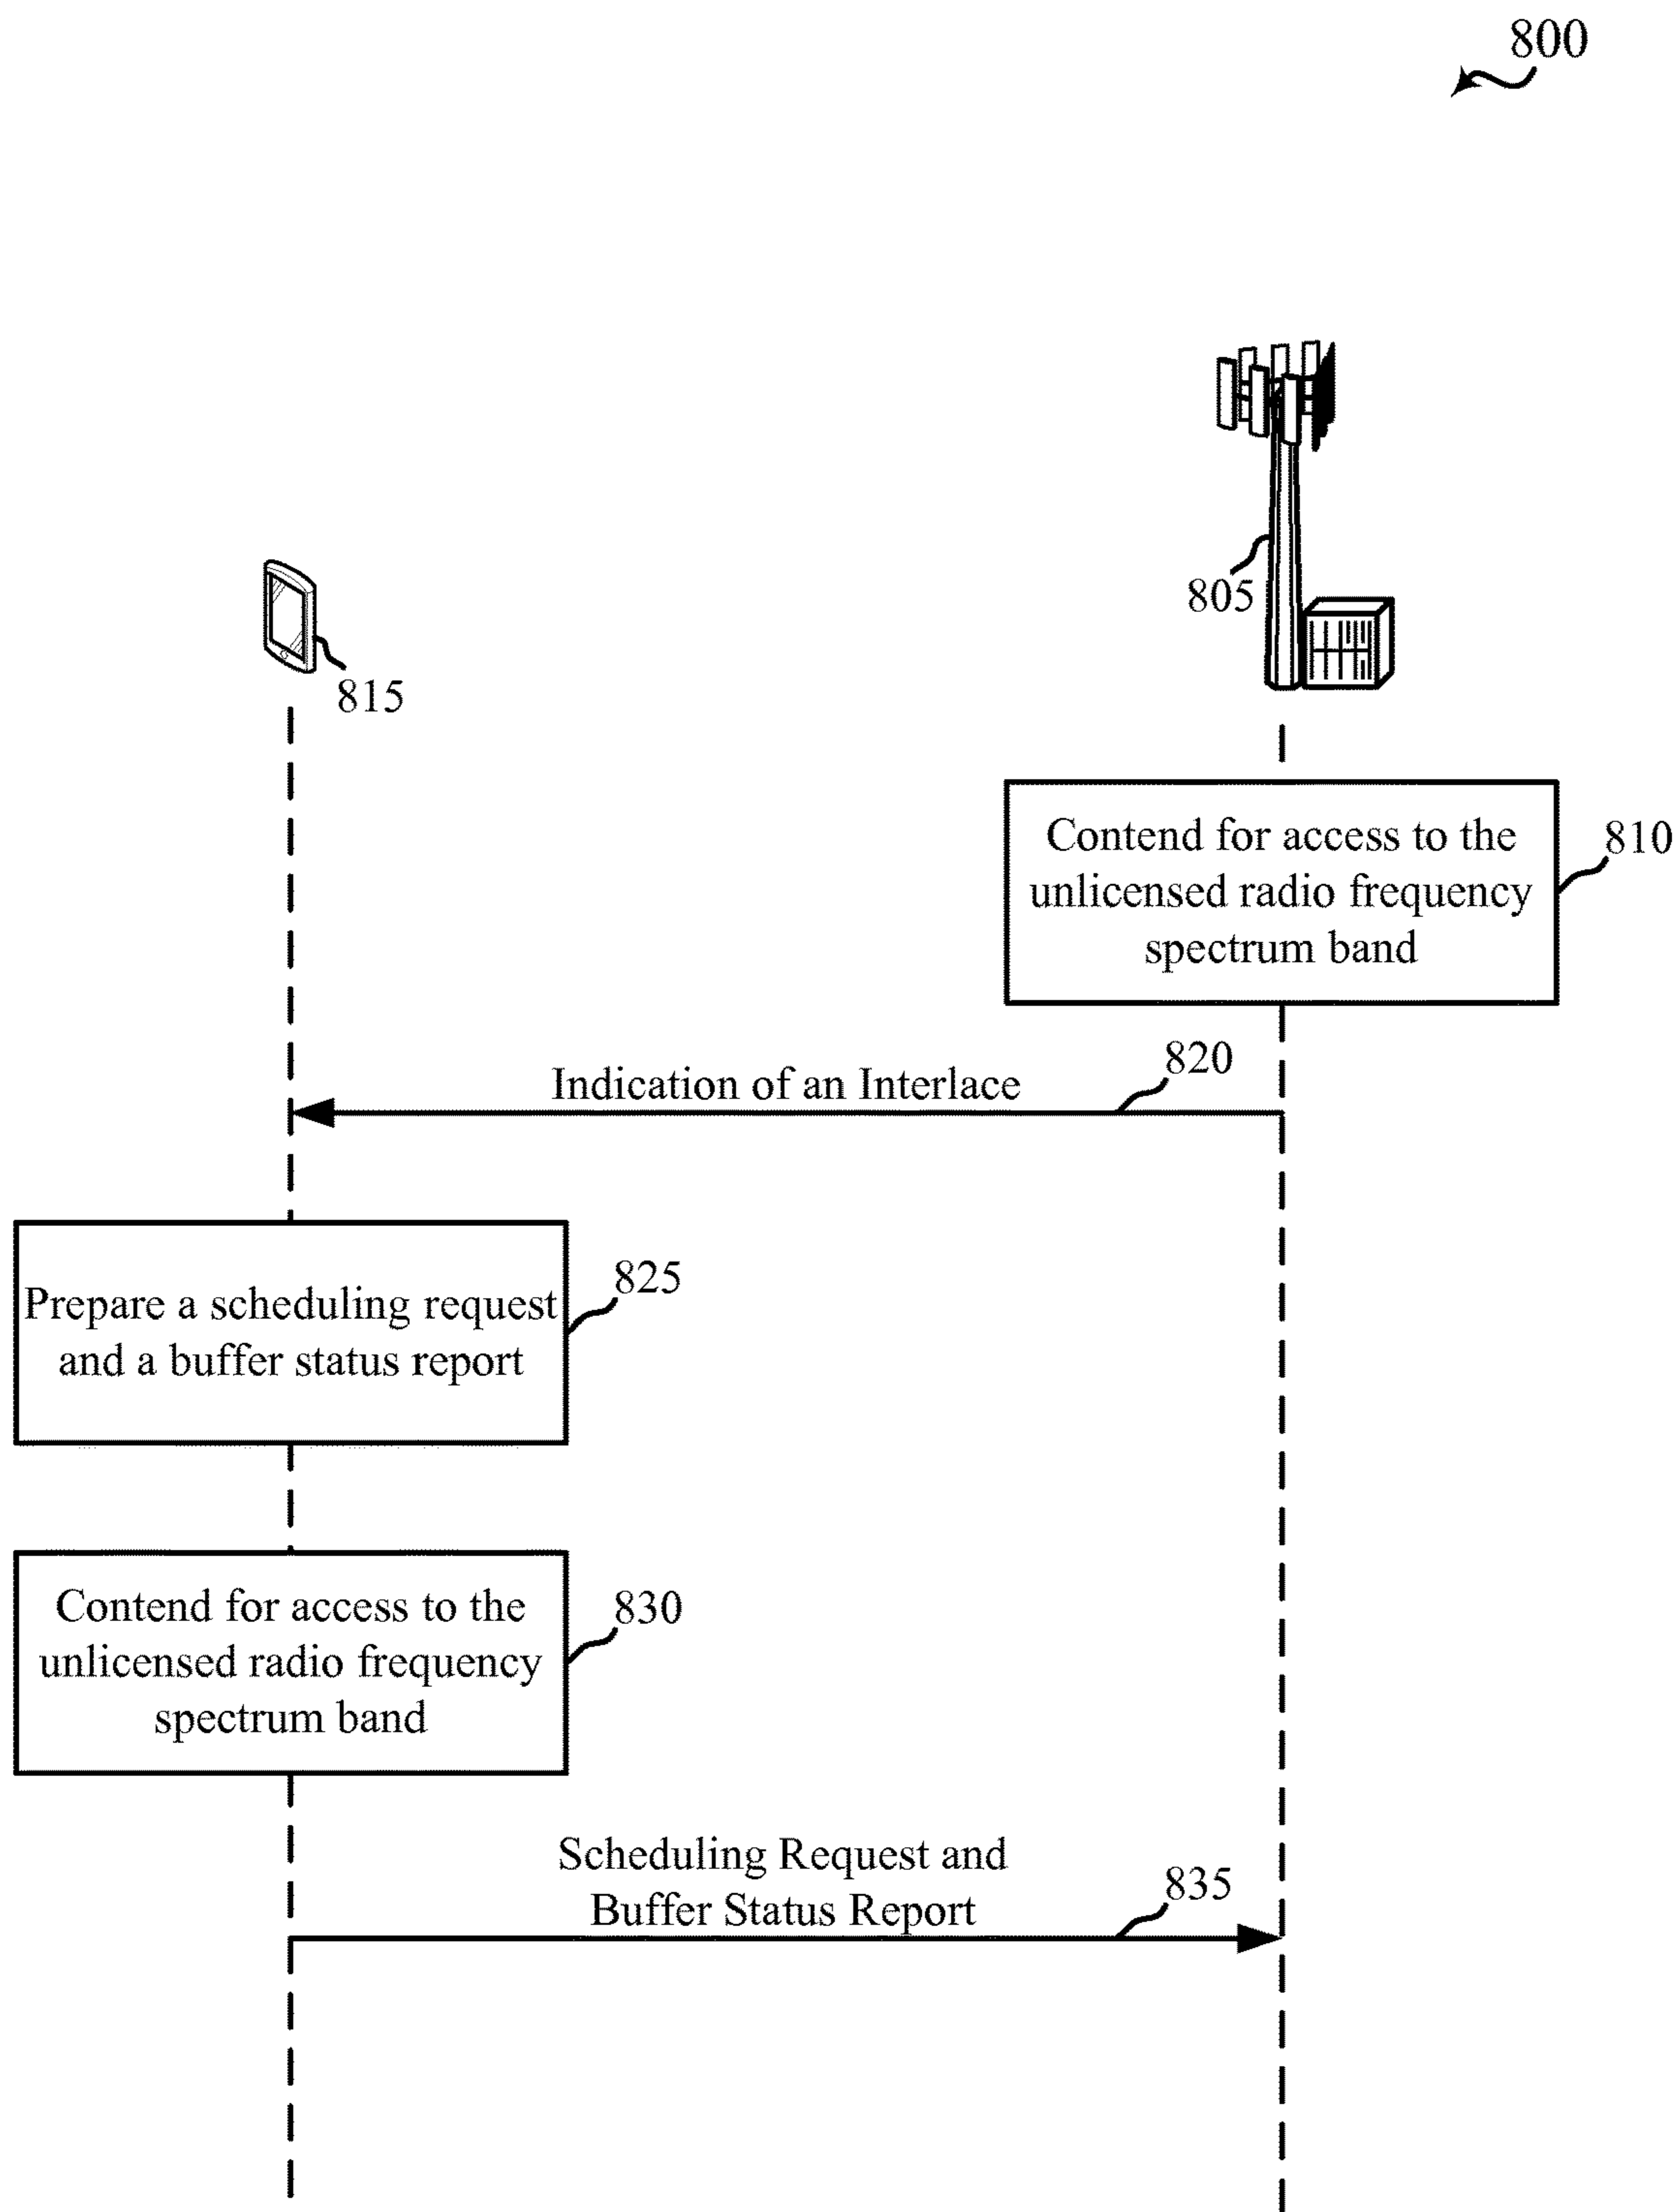 800
805
815
Contend for access to the
unlicensed radio frequency
spectrum band
810
820
Indication of an Interlace
825
Prepare a scheduling request
and a buffer status report
830
Contend for access to the
unlicensed radio frequency
spectrum band
Scheduling Request and
Buffer Status Report
835